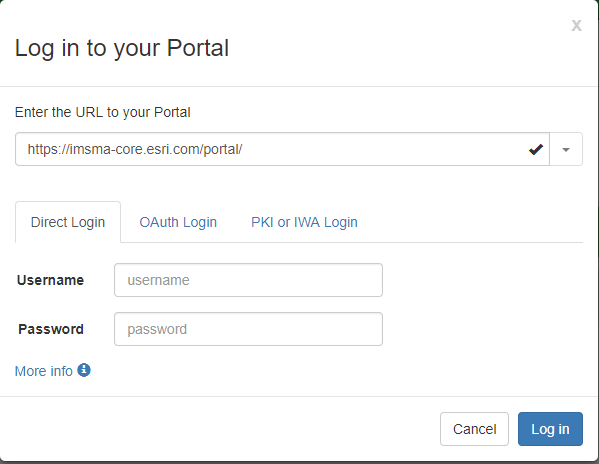 x
Log in to your Portal
Enter the URL to your Portal
https://imsma-core.esri.com/portal/
Direct Login OAuth Login PKI or IWA Login
Username username
Password password
More info i
Cancel Log in